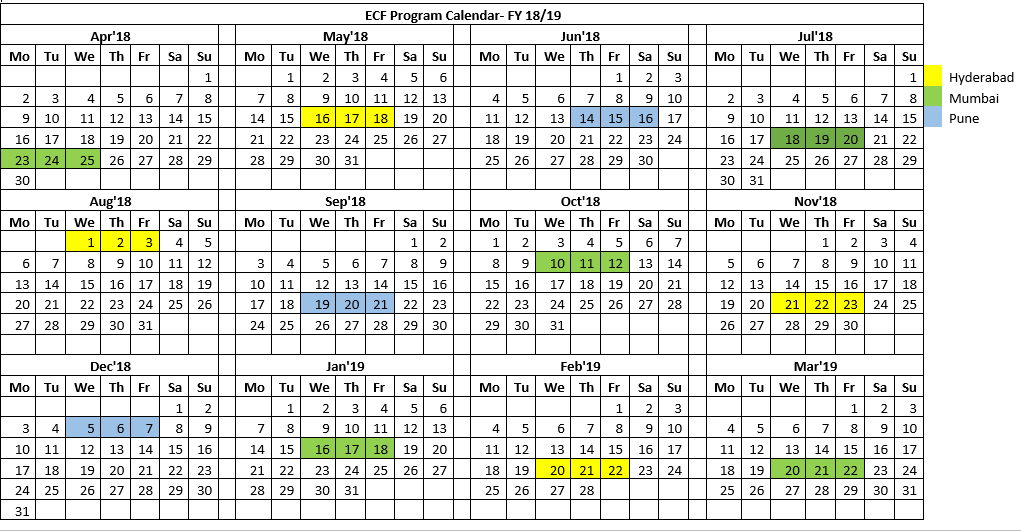 ECF Program Calendar- FY 18/19
Apr'18 May'18 Jun'18 Jul'18
Mo Tu We Th Fr Sa Su Mo Tu We Th Fr Sa Su Mo Tu We Th Fr Sa Su Mo Tu We Th Fr Sa Su
1 1 2 3 4 5 6 1 2 3 1 Hyderabad
2 3 4 5 6 7 8 7 8 9 10 11 12 13 4 5 6 7 8 9 10 2 3 4 5 6 7 8 Mumbai
9 10 11 12 13 14 15 14 15 16 17 18 19 20 11 12 13 14 15 16 17 9 10 11 12 13 14 15 Pune
16 17 18 19 20 21 22 21 22 23 24 25 26 27 18 19 20 21 22 23 24 16 17 18 19 20 21 22
23 24 25 26 27 28 29 28 29 30 31 25 26 27 28 29 30 23 24 25 26 27 28 29
30 30 31
Aug'18 Sep'18 Oct'18 Nov'18
Mo Tu We Th Fr Sa Su Mo Tu We Th Fr Sa Su Mo Tu We Th Fr Sa Su Mo Tu We Th Fr Sa Su
1 2 3 4 5 1 2 1 2 3 4 5 6 7 1 2 3 4
6 7 8 9 10 11 12 3 4 5 6 7 8 9 8 9 10 11 12 13 14 5 6 7 8 9 10 11
13 14 15 16 17 18 19 10 11 12 13 14 15 16 15 16 17 18 19 20 21 12 13 14 15 16 17 18
20 21 22 23 24 25 26 17 18 19 20 21 22 23 22 23 24 25 26 27 28 19 20 21 22 23 24 25
27 28 29 30 31 24 25 26 27 28 29 30 29 30 31 26 27 28 29 30
Dec'18 Jan'19 Feb'19 Mar'19
Mo Tu We Th Fr Sa Su Mo Tu We Th Fr Sa Su Mo Tu We Th Fr Sa Su Mo Tu We Th Fr Sa Su
1 2 1 2 3 4 5 6 1 2 3 1 2 3
3 4 5 6 7 8 9 7 8 9 10 11 12 13 4 5 6 7 8 9 10 4 5 6 7 8 9 10
10 11 12 13 14 15 16 14 15 16 17 18 19 20 11 12 13 14 15 16 17 11 12 13 14 15 16 17
17 18 19 20 21 22 23 21 22 23 24 25 26 27 18 19 20 21 22 23 24 18 19 20 21 22 23 24
24 25 26 27 28 29 30 28 29 30 31 25 26 27 28 25 26 27 28 29 30 31
31